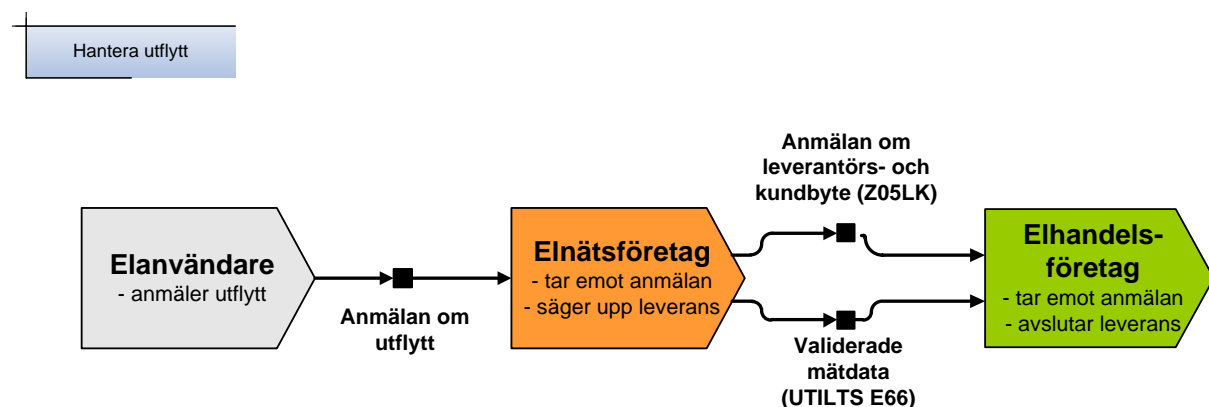 Hantera utflytt
Elanvändare
- anmäler utflytt
Anmälan om
utflytt
Elnätsföretag
- tar emot anmälan
- säger upp leverans
Anmälan om
leverantörs- och
kundbyte (Z05LK)
Validerade
mätdata
(UTILTS E66)
Elhandels-
företag
- tar emot anmälan
- avslutar leverans